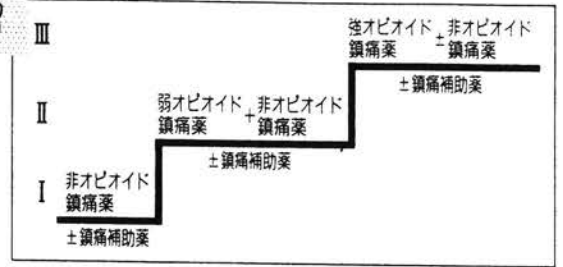 Ⅲ
強オピオイド ± 非オピオイド
鎮痛薬 鎮痛薬
±鎮痛補助薬
Ⅱ
弱オピオイド + 非オピオイド
鎮痛薬 鎮痛薬
±鎮痛補助薬
Ⅰ
非オピオイド
鎮痛薬
±鎮痛補助薬